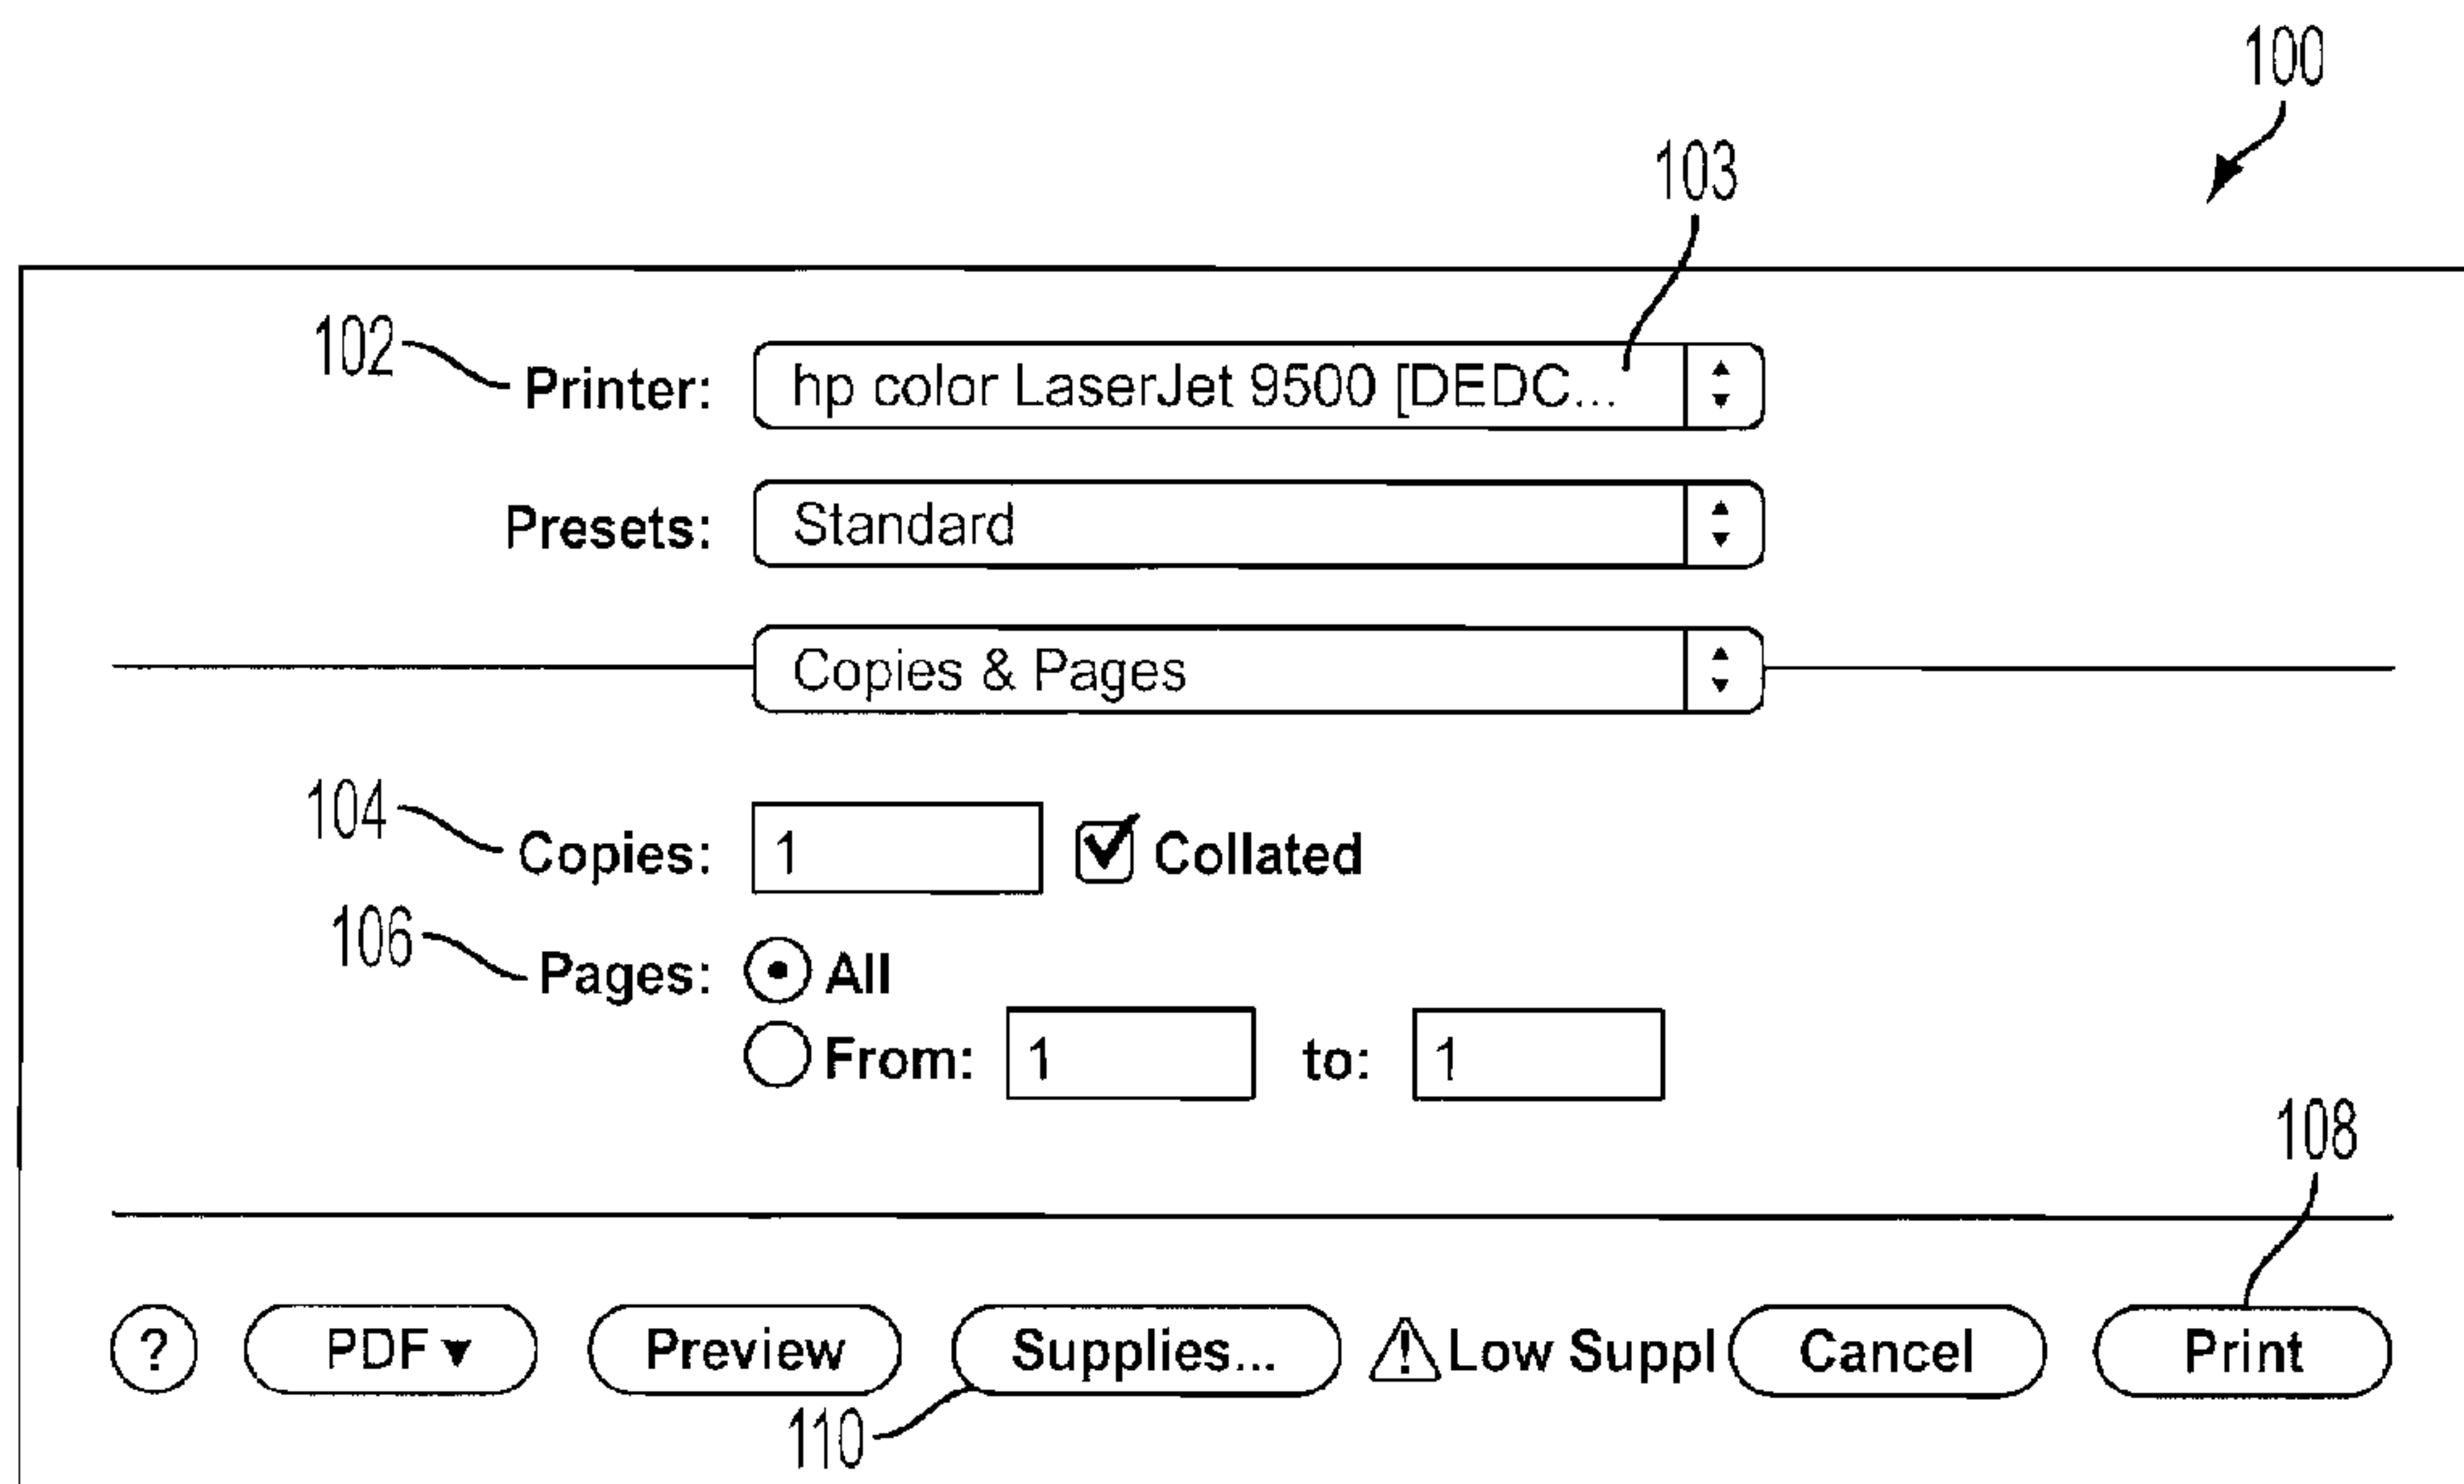 100
103
102 Printer: hp color LaserJet 9500 [DEDC...
Presets: Standard
Copies & Pages
104 Copies: 1 Collated
106 Pages: All
From: 1 to: 1
108
? PDF ▼ Preview Supplies... Low Suppl Cancel Print
110